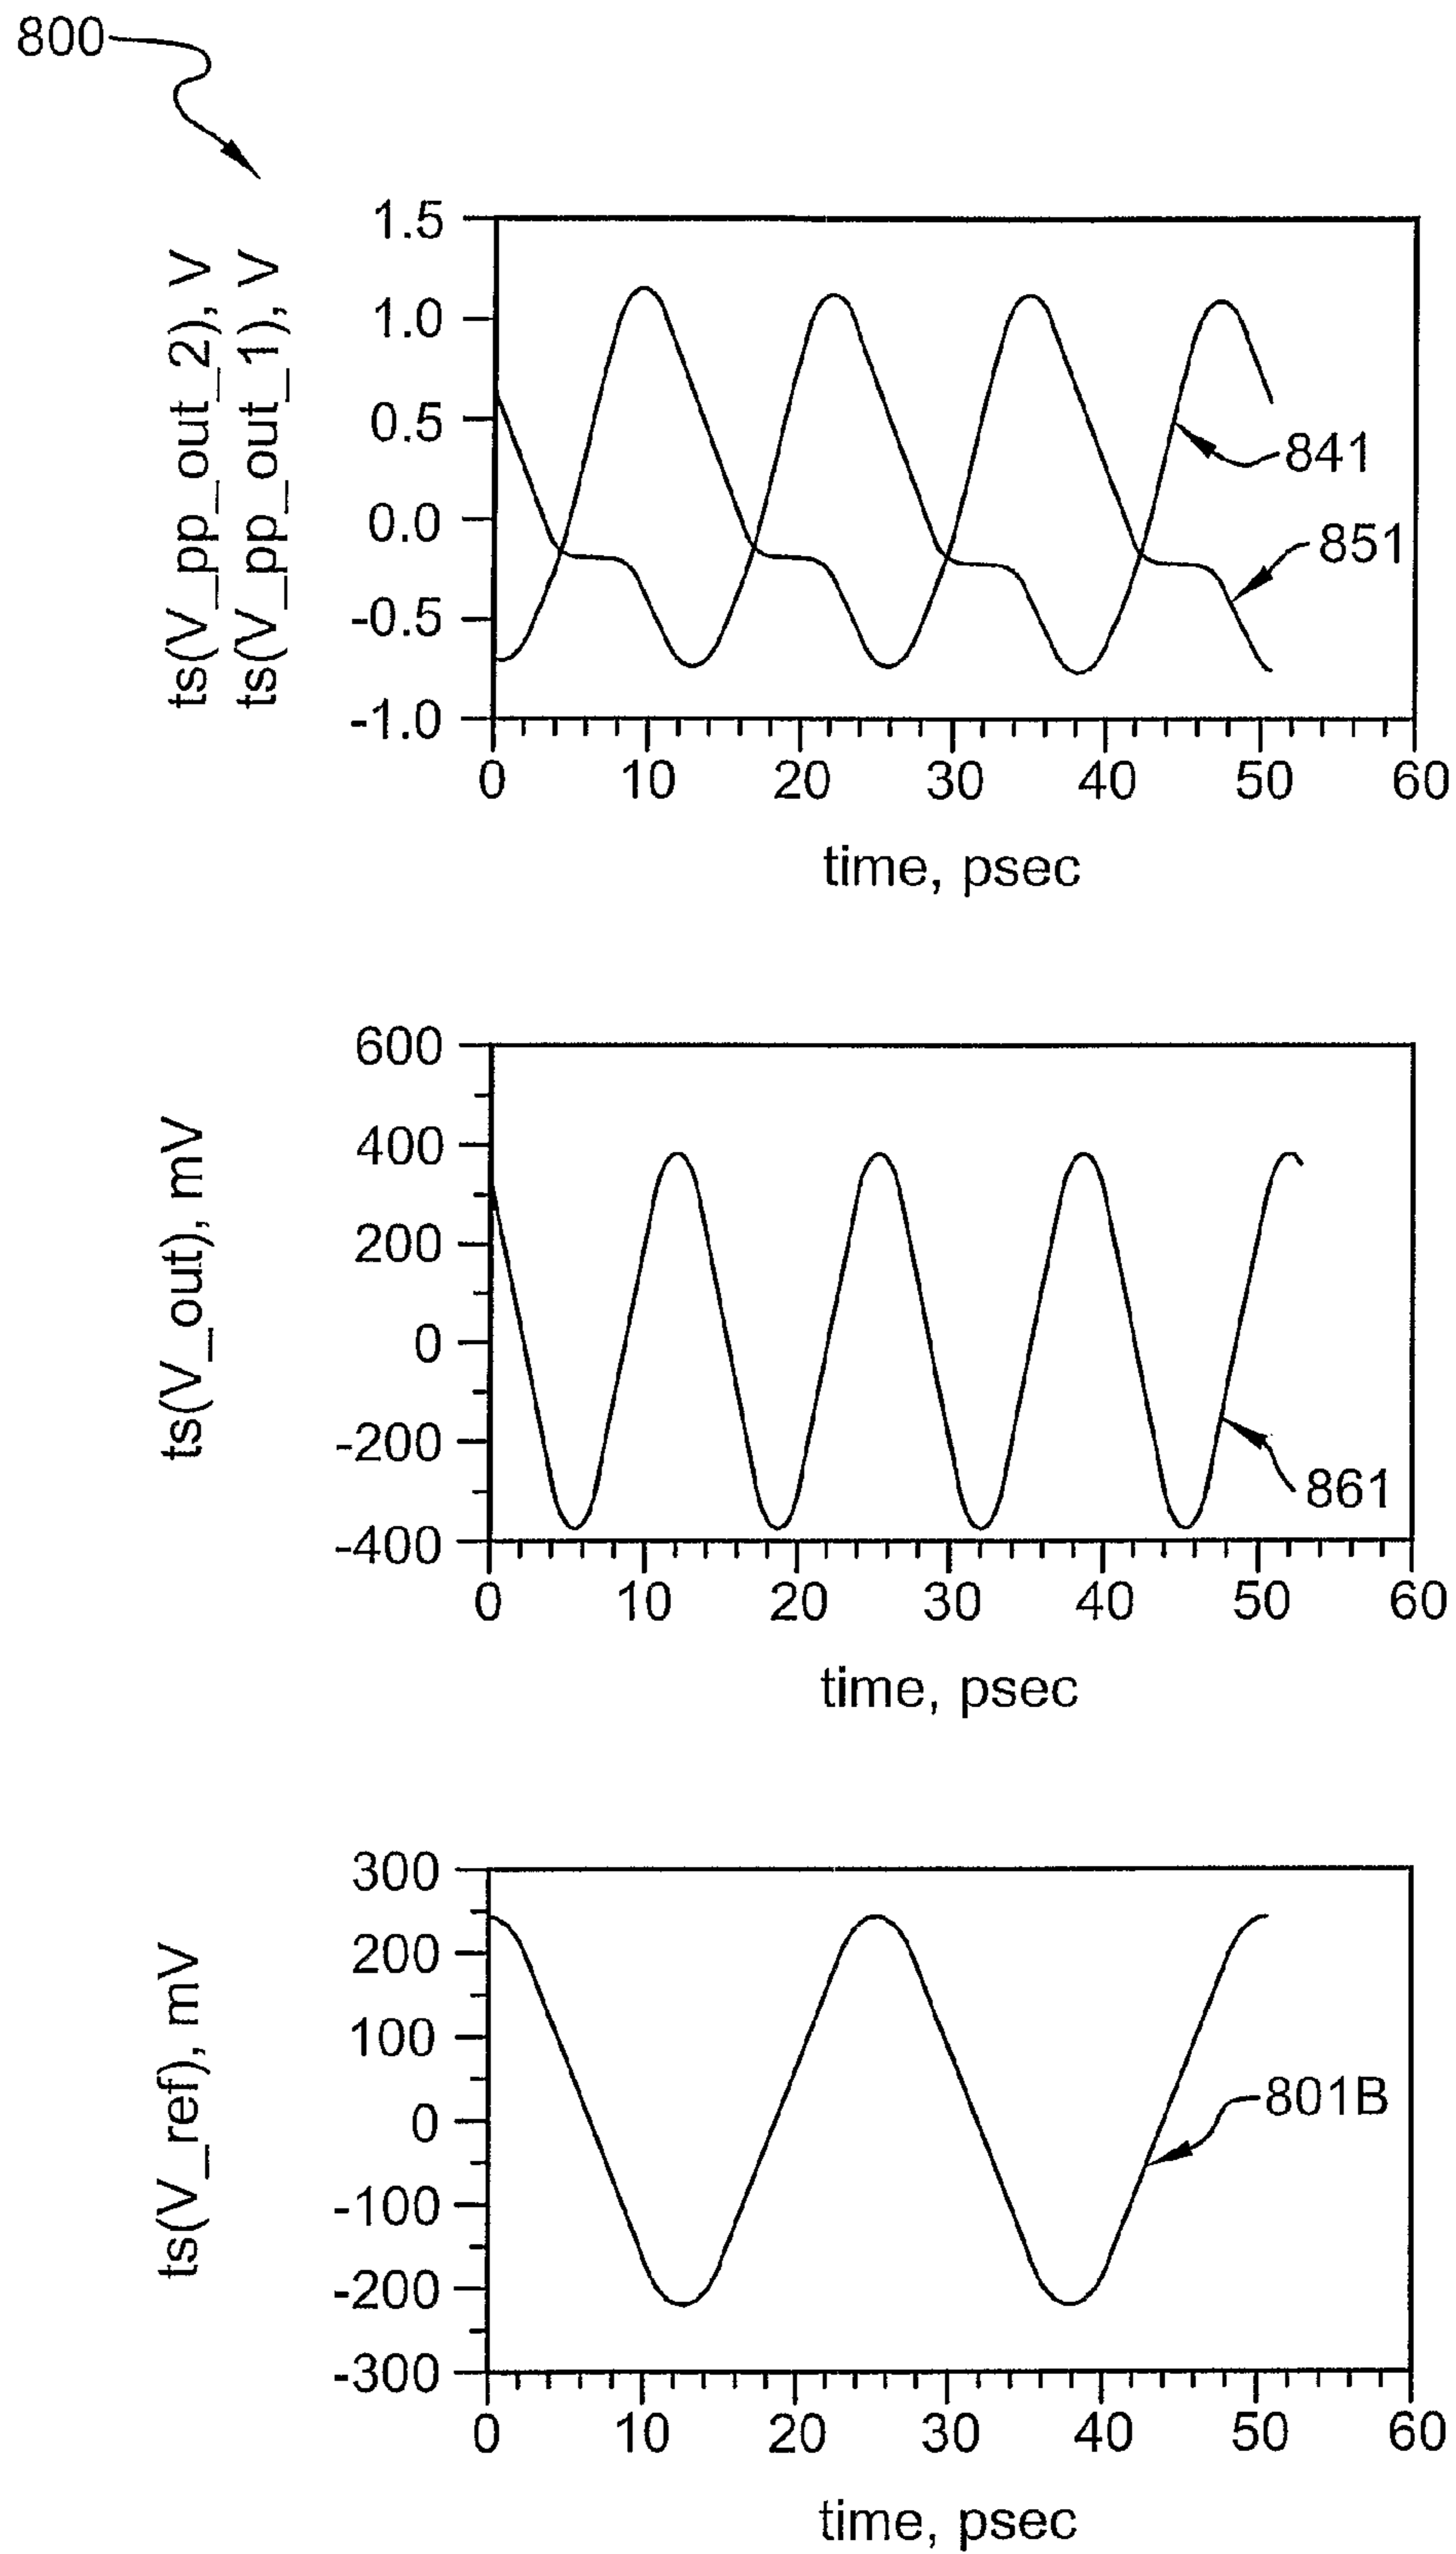 800
ts(V_pp_out_2), V
ts(V_pp_out_1), V
1.5
1.0
0.5
0.0
-0.5
-1.0
841
851
0 10 20 30 40 50 60
time, psec
ts(V_out), mV
600
400
200
0
-200
-400
861
0 10 20 30 40 50 60
time, psec
ts(V_ref), mV
300
200
100
0
-100
-200
-300
801B
0 10 20 30 40 50 60
time, psec